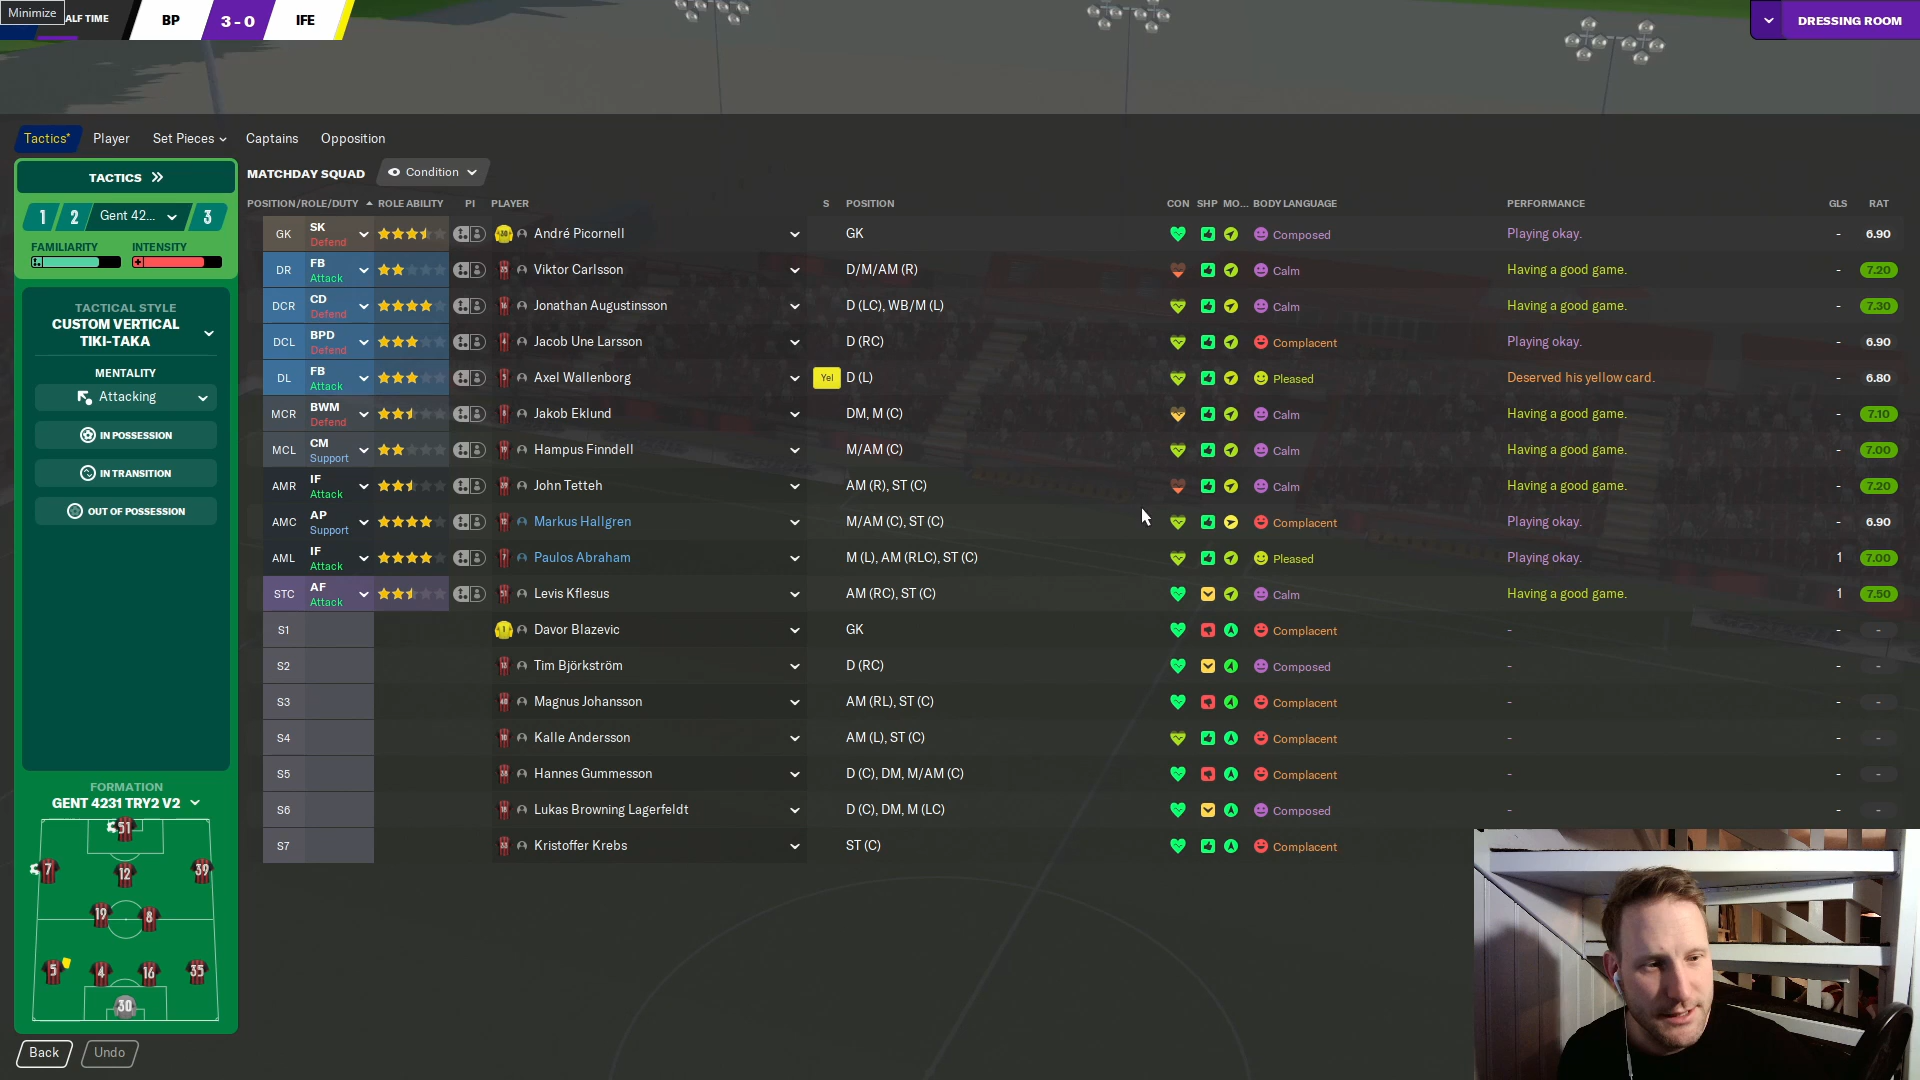 Minimize
ALF TIME
BP
3 - 0
IFE
DRESSING ROOM
Tactics*
Player
Set Pieces
Captains
Opposition
TACTICS
MATCHDAY SQUAD
Condition
1 2 Gent 42... 3
FAMILIARITY INTENSITY
TACTICAL STYLE
CUSTOM VERTICAL
TIKI-TAKA
MENTALITY
Attacking
IN POSSESSION
IN TRANSITION
OUT OF POSSESSION
FORMATION
GENT 4231 TRY2 V2
51
7 12 39
19 8
5 4 16 35
30
Back
Undo
POSITION/ROLE/DUTY ROLE ABILITY PI PLAYER S POSITION CON SHP MO... BODY LANGUAGE PERFORMANCE GLS RAT
GK SK Defend André Picornell GK Composed Playing okay. - 6.90
DR FB Attack Viktor Carlsson D/M/AM (R) Calm Having a good game. - 7.20
DCR CD Defend Jonathan Augustinsson D (LC), WB/M (L) Calm Having a good game. - 7.30
DCL BPD Defend Jacob Une Larsson D (RC) Complacent Playing okay. - 6.90
DL FB Attack Axel Wallenborg Yel D (L) Pleased Deserved his yellow card. - 6.80
MCR BWM Defend Jakob Eklund DM, M (C) Calm Having a good game. - 7.10
MCL CM Support Hampus Finndell M/AM (C) Calm Having a good game. - 7.00
AMR IF Attack John Tetteh AM (R), ST (C) Calm Having a good game. - 7.20
AMC AP Support Markus Hallgren M/AM (C), ST (C) Complacent Playing okay. - 6.90
AML IF Attack Paulos Abraham M (L), AM (RLC), ST (C) Pleased Playing okay. 1 7.00
STC AF Attack Levis Kflesus AM (RC), ST (C) Calm Having a good game. 1 7.50
S1 Davor Blazevic GK Complacent - - -
S2 Tim Björkström D (RC) Composed - - -
S3 Magnus Johansson AM (RL), ST (C) Complacent - - -
S4 Kalle Andersson AM (L), ST (C) Complacent - - -
S5 Hannes Gummesson D (C), DM, M/AM (C) Complacent - - -
S6 Lukas Browning Lagerfeldt D (C), DM, M (LC) Composed - - -
S7 Kristoffer Krebs ST (C) Complacent - - -